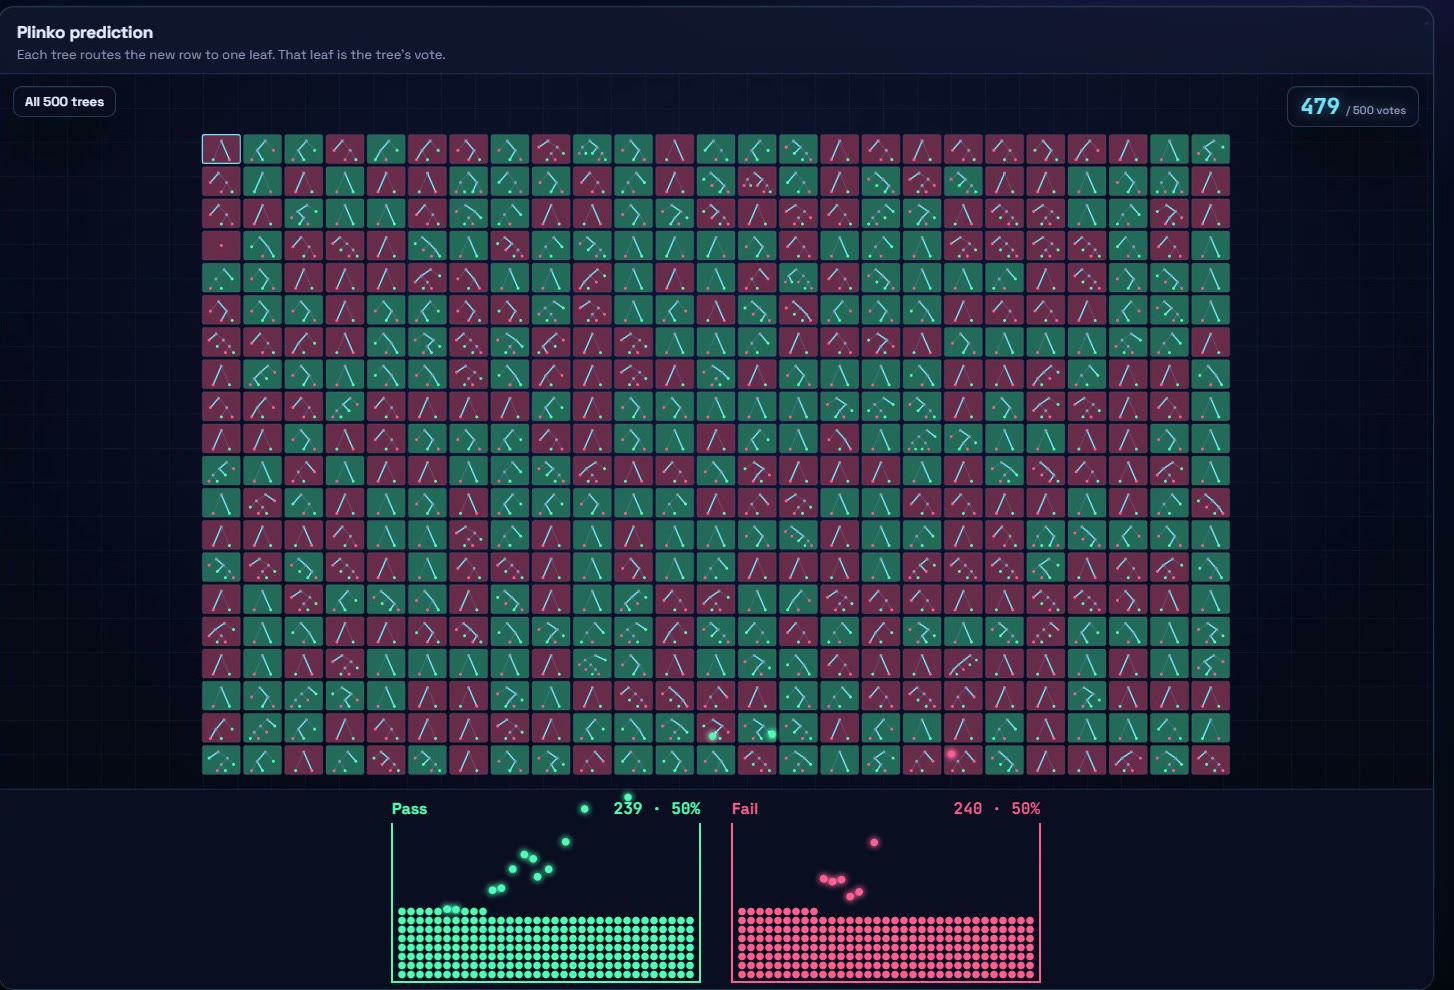 Plinko prediction
Each tree routes the new row to one leaf. That leaf is the tree's vote.
All 500 trees
479 / 500 votes
Pass 239 · 50%
Fail 240 · 50%